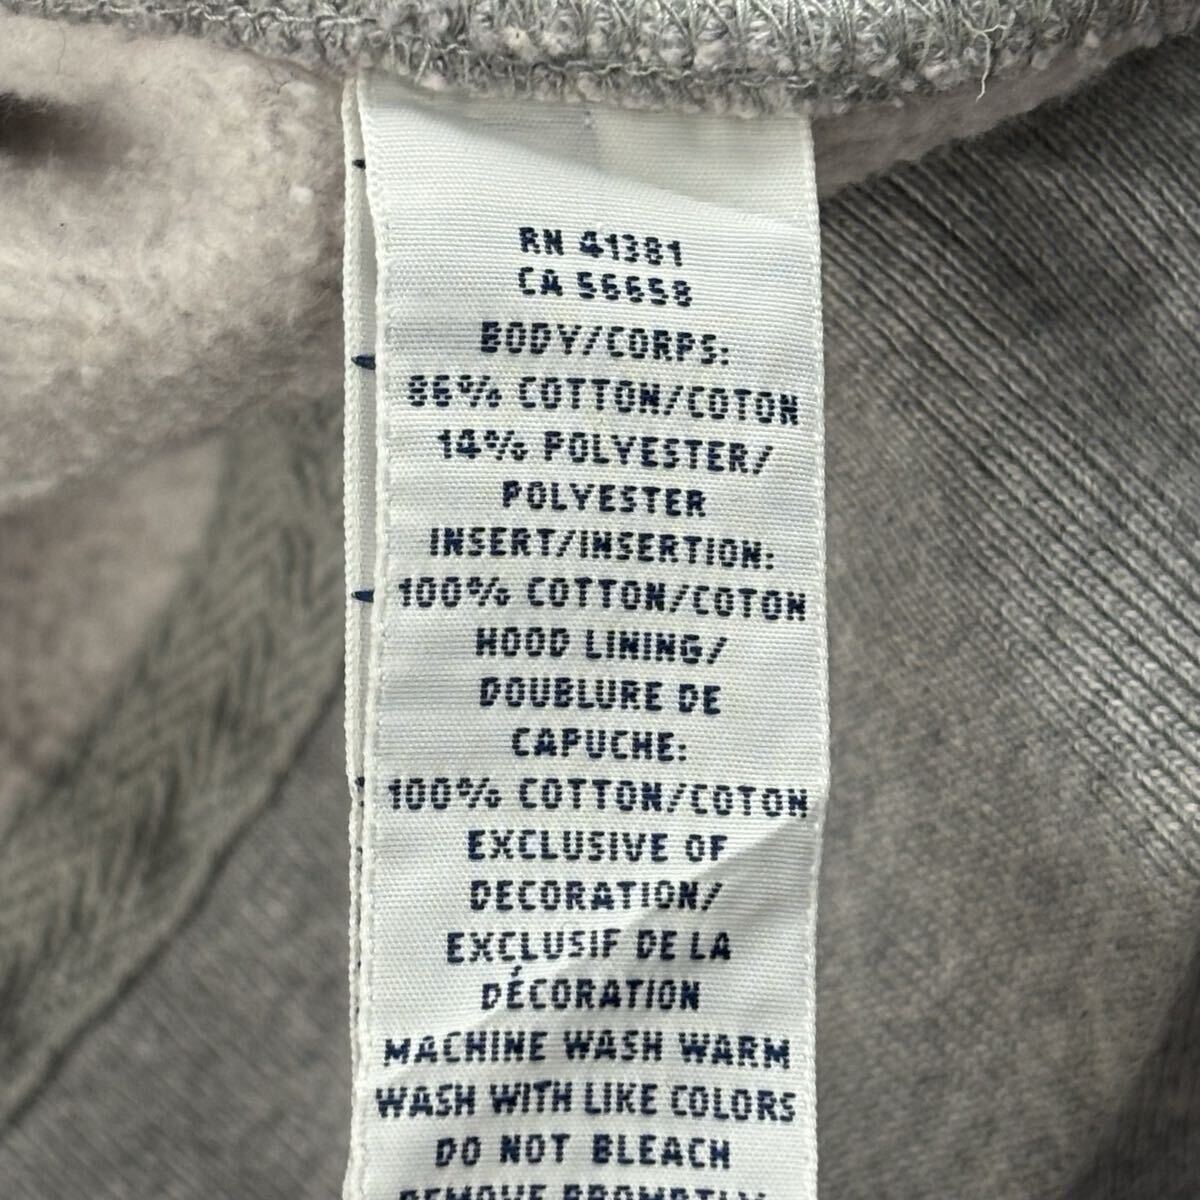 RN 41381
CA 56658
BODY/CORPS:
86% COTTON/COTON
14% POLYESTER/
POLYESTER
INSERT/INSERTION:
100% COTTON/COTON
HOOD LINING/
DOUBLURE DE
CAPUCHE:
100% COTTON/COTON
EXCLUSIVE OF
DECORATION/
EXCLUSIF DE LA
DÉCORATION
MACHINE WASH WARM
WASH WITH LIKE COLORS
DO NOT BLEACH
REMOVE PROMPTLY